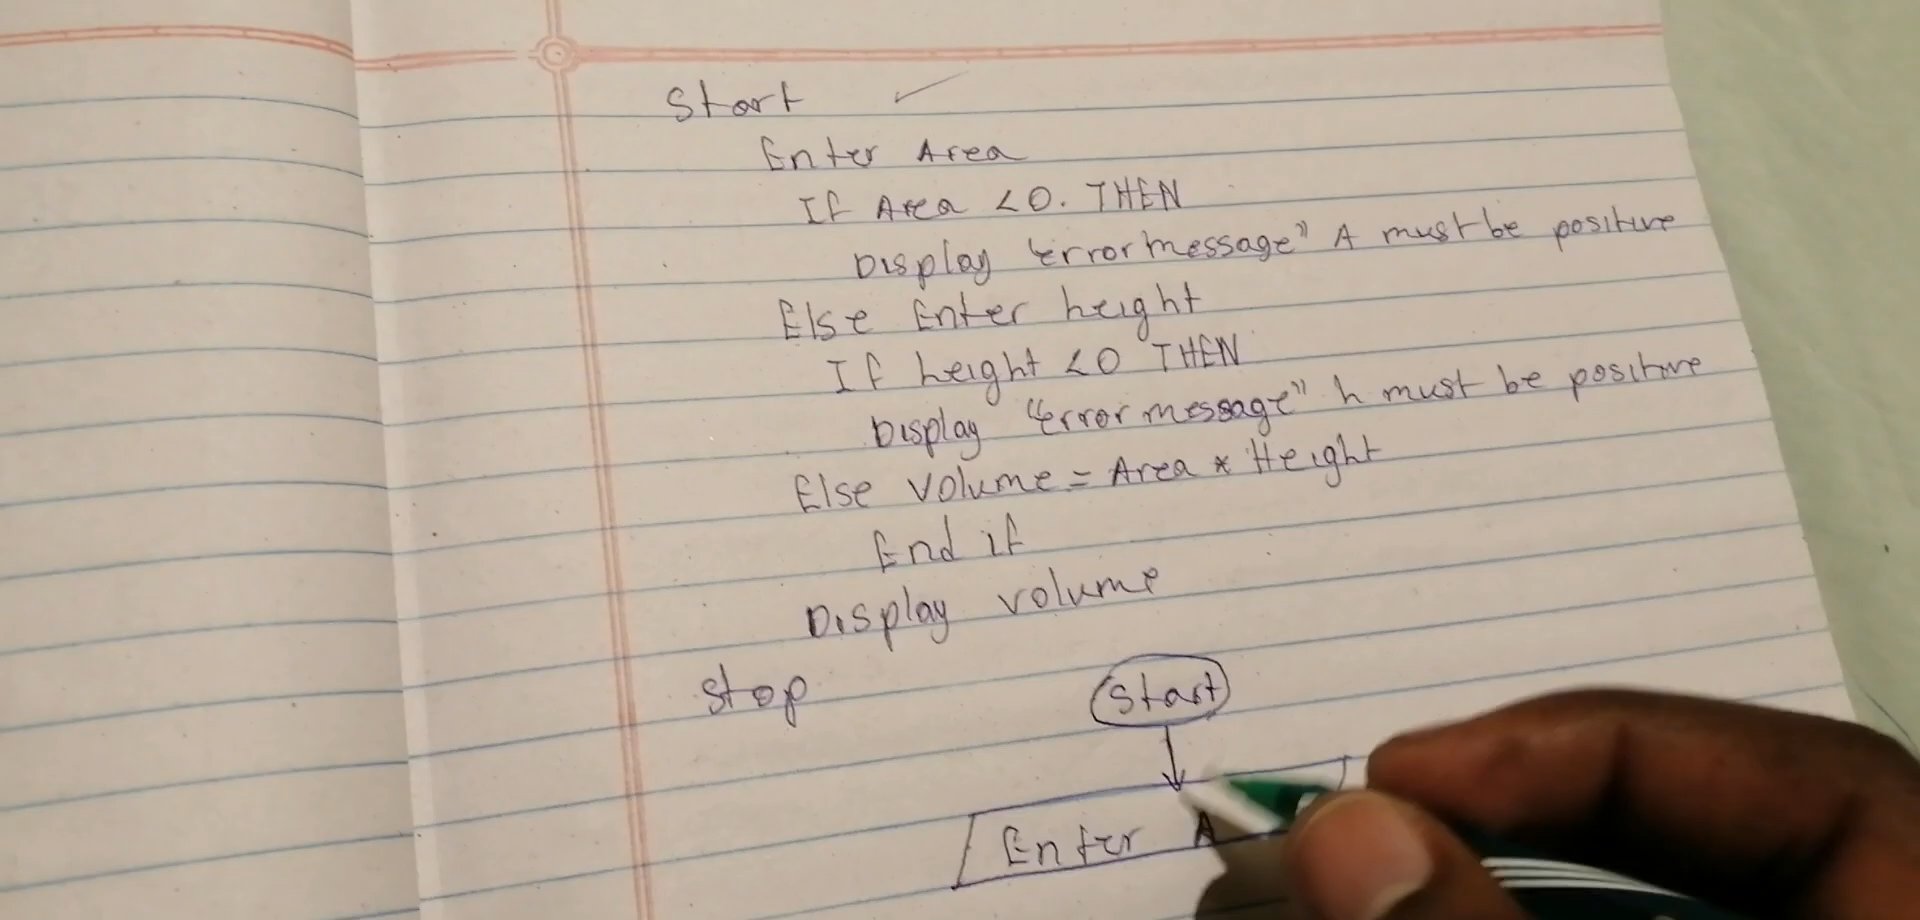 Start
Enter Area
If Area <0. THEN
Display "error message" A must be positive
Else Enter height
If height <0 THEN
Display "error message" h must be positive
Else volume = Area * Height
End if
Display volume
Stop
Start
Enter A